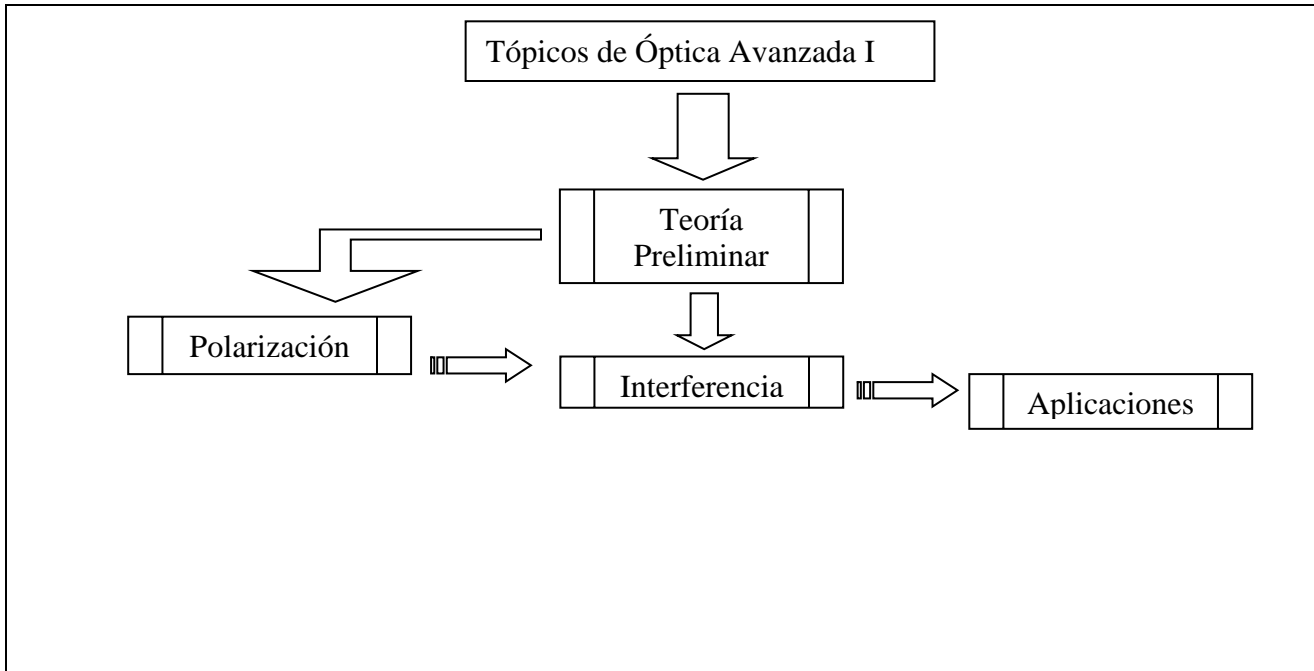 Tópicos de Óptica Avanzada I
Teoría
Preliminar
Polarización
Interferencia
Aplicaciones